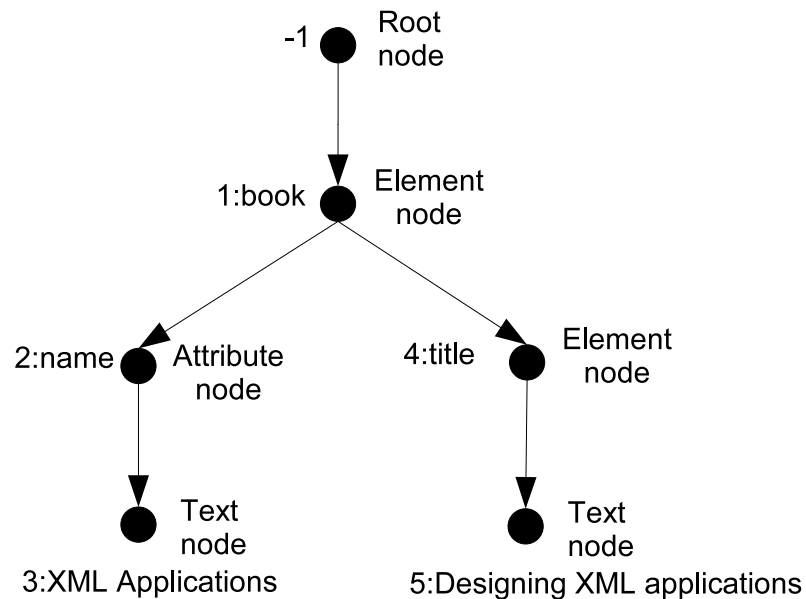 -1
Root
node
1:book
Element
node
2:name
Attribute
node
4:title
Element
node
Text
node
3:XML Applications
Text
node
5:Designing XML applications